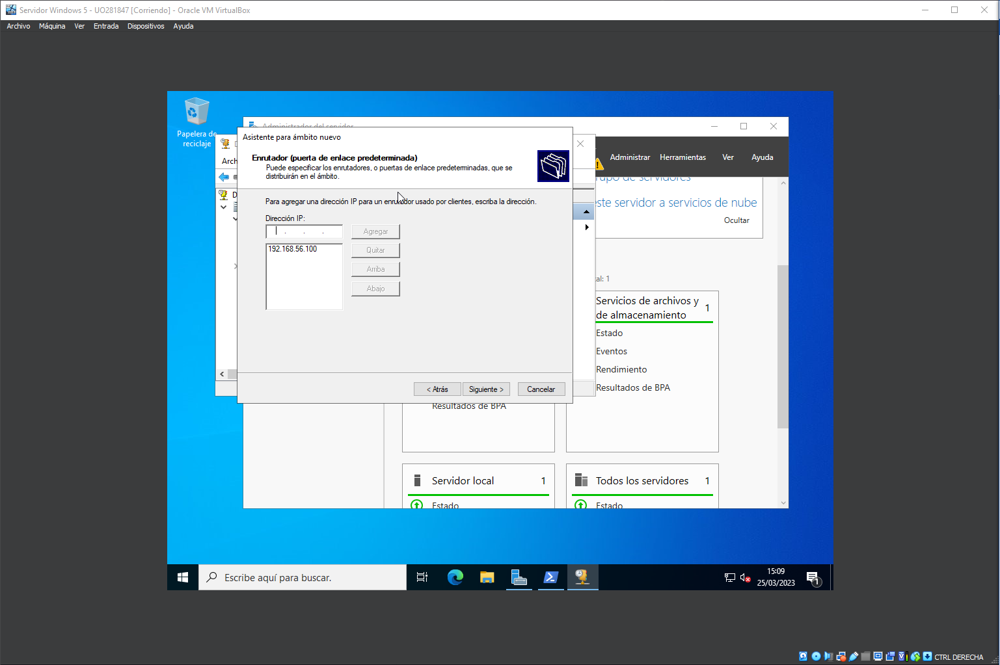 Servidor Windows 5 - UO281847 [Corriendo] - Oracle VM VirtualBox
Archivo Máquina Ver Entrada Dispositivos Ayuda
Papelera de
reciclaje
Administrador del servidor
Administrar Herramientas Ver Ayuda
Arch
D
Asistente para ámbito nuevo
Enrutador (puerta de enlace predeterminada)
Puede especificar los enrutadores, o puertas de enlace predeterminadas, que se
distribuirán en el ámbito.
Para agregar una dirección IP para un enrutador usado por clientes, escriba la dirección.
Dirección IP:
. . .
Agregar
192.168.56.100
Quitar
Arriba
Abajo
< Atrás Siguiente > Cancelar
rupo de servidores
este servidor a servicios de nube
Ocultar
al: 1
Servicios de archivos y
de almacenamiento 1
Estado
Eventos
Rendimiento
Resultados de BPA
Resultados de BPA
Servidor local 1
Estado
Todos los servidores 1
Estado
Escribe aquí para buscar.
15:09
25/03/2023
1
CTRL DERECHA